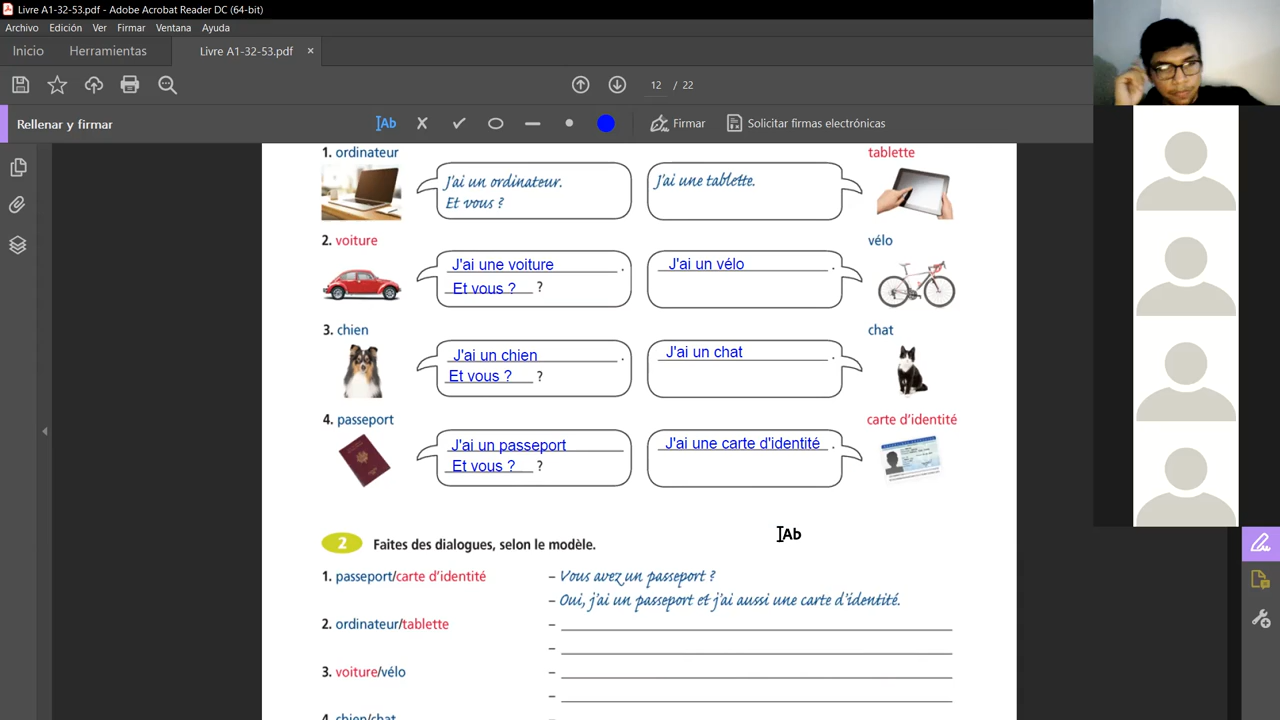 Livre A1-32-53.pdf - Adobe Acrobat Reader DC (64-bit)
Archivo Edición Ver Firmar Ventana Ayuda
Inicio Herramientas Livre A1-32-53.pdf ×
12 / 22
Rellenar y firmar
Ab
Firmar
Solicitar firmas electrónicas
1. ordinateur
tablette
J'ai un ordinateur.
Et vous ?
J'ai une tablette.
2. voiture
vélo
J'ai une voiture .
Et vous ? ?
J'ai un vélo .
3. chien
chat
J'ai un chien .
Et vous ? ?
J'ai un chat .
4. passeport
carte d'identité
J'ai un passeport
Et vous ? ?
J'ai une carte d'identité .
Ab
2 Faites des dialogues, selon le modèle.
1. passeport/carte d'identité – Vous avez un passeport ?
– Oui, j'ai un passeport et j'ai aussi une carte d'identité.
2. ordinateur/tablette –
–
3. voiture/vélo –
–
4. chien/chat –